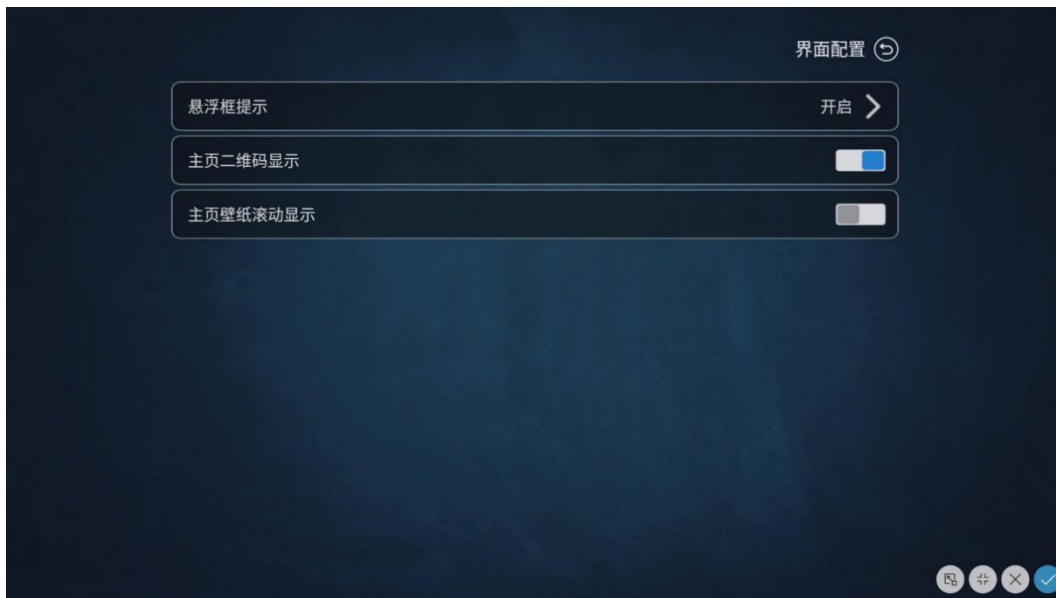 界面配置
悬浮框提示 开启
主页二维码显示
主页壁纸滚动显示